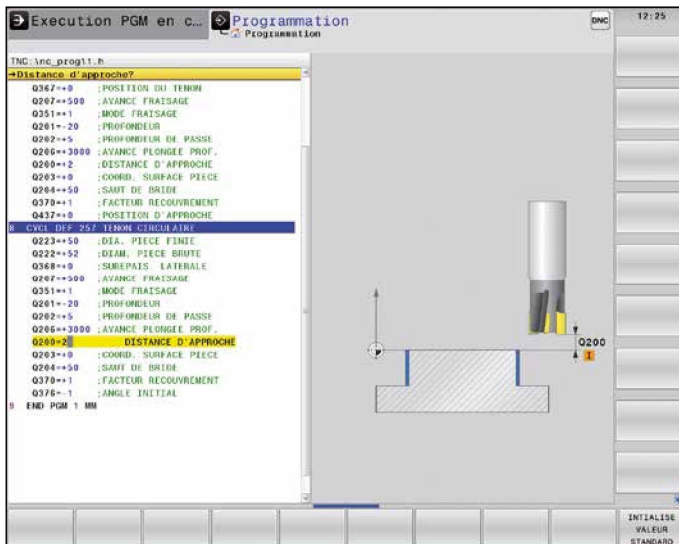 Execution PGM en c...
Programmation
Programmation
DNC
12:25
TNC:\nc_prog\1.h
→Distance d'approche?
Q367=+0 ;POSITION DU TENON
Q207=+500 ;AVANCE FRAISAGE
Q351=+1 ;MODE FRAISAGE
Q201=-20 ;PROFONDEUR
Q202=+5 ;PROFONDEUR DE PASSE
Q206=+3000 ;AVANCE PLONGEE PROF.
Q200=+2 ;DISTANCE D'APPROCHE
Q203=+0 ;COORD. SURFACE PIECE
Q204=+50 ;SAUT DE BRIDE
Q370=+1 ;FACTEUR RECOUVREMENT
Q437=+0 ;POSITION D'APPROCHE
8 CYCL DEF 257 TENON CIRCULAIRE
Q223=+50 ;DIA. PIECE FINIE
Q222=+52 ;DIAM. PIECE BRUTE
Q368=+0 ;SUREPAIS. LATERALE
Q207=+500 ;AVANCE FRAISAGE
Q351=+1 ;MODE FRAISAGE
Q201=-20 ;PROFONDEUR
Q202=+5 ;PROFONDEUR DE PASSE
Q206=+3000 ;AVANCE PLONGEE PROF.
Q200=2 DISTANCE D'APPROCHE
Q203=+0 ;COORD. SURFACE PIECE
Q204=+50 ;SAUT DE BRIDE
Q370=+1 ;FACTEUR RECOUVREMENT
Q376=-1 ;ANGLE INITIAL
9 END PGM 1 MM
Q200
I
INTIALISE
VALEUR
STANDARD